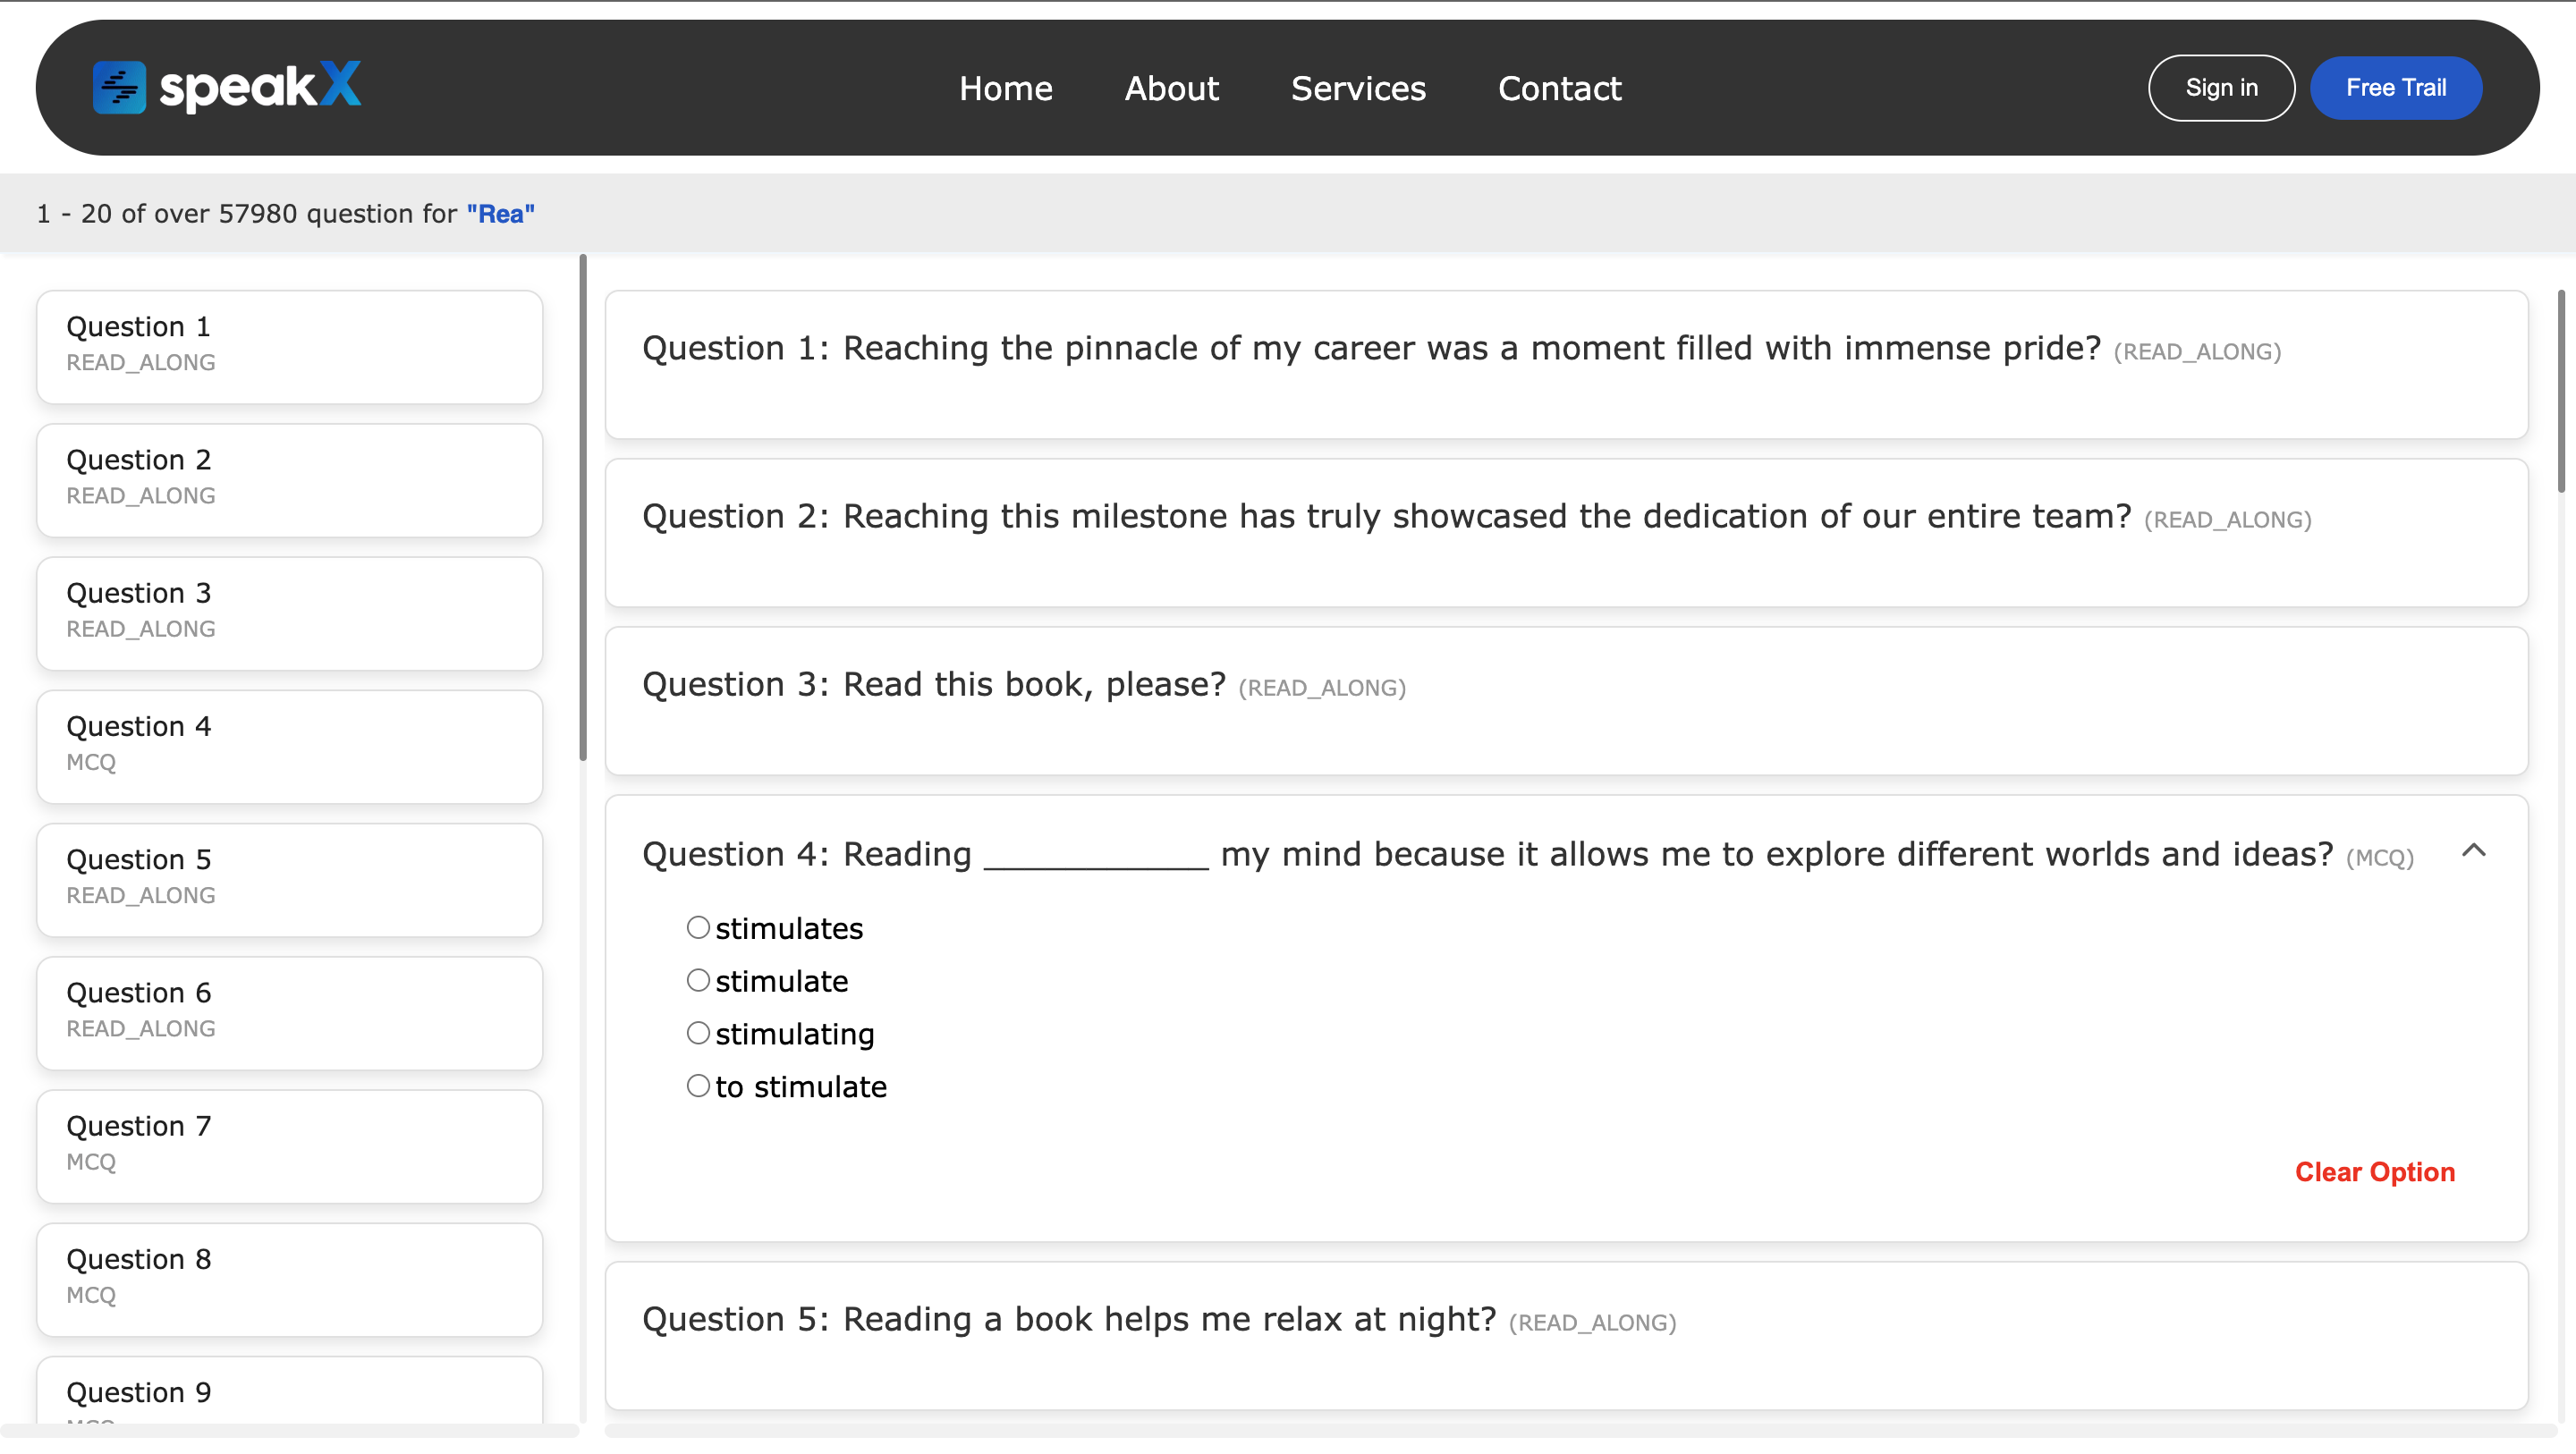 speakX
Home About Services Contact
Sign in Free Trail
1 - 20 of over 57980 question for "Rea"
Question 1
READ_ALONG
Question 2
READ_ALONG
Question 3
READ_ALONG
Question 4
MCQ
Question 5
READ_ALONG
Question 6
READ_ALONG
Question 7
MCQ
Question 8
MCQ
Question 9
MCQ
Question 1: Reaching the pinnacle of my career was a moment filled with immense pride? (READ_ALONG)
Question 2: Reaching this milestone has truly showcased the dedication of our entire team? (READ_ALONG)
Question 3: Read this book, please? (READ_ALONG)
Question 4: Reading _____________ my mind because it allows me to explore different worlds and ideas? (MCQ)
stimulates
stimulate
stimulating
to stimulate
Clear Option
Question 5: Reading a book helps me relax at night? (READ_ALONG)